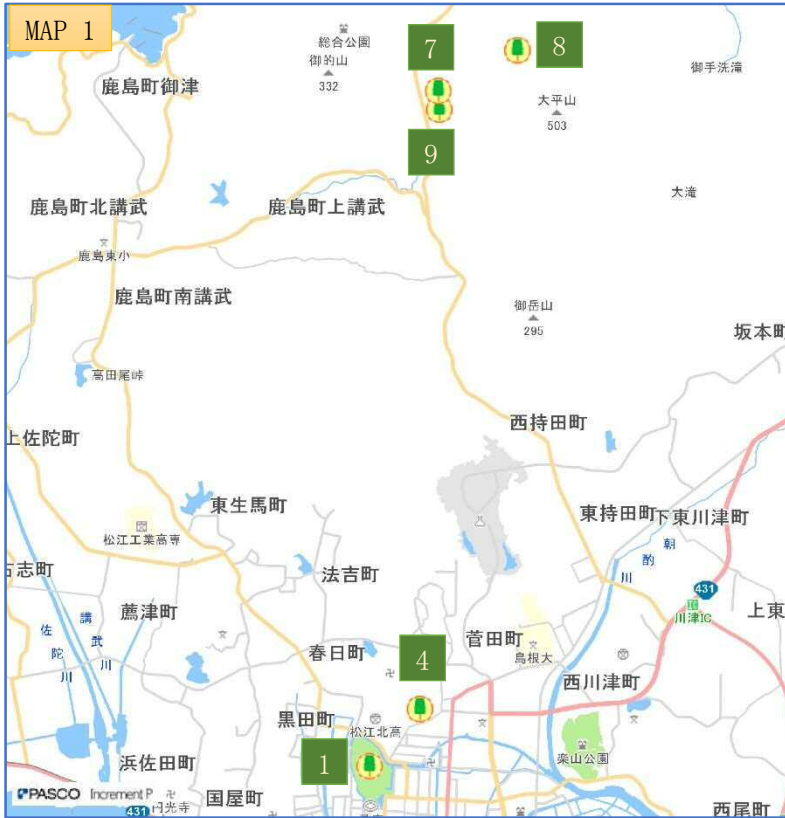 MAP 1
総合公園
7
8
御的山
332
鹿島町御津
御手洗滝
大平山
503
9
大滝
鹿島町北講武
鹿島町上講武
鹿島東小
鹿島町南講武
御岳山
295
坂本町
高田尾峠
上佐陀町
西持田町
東生馬町
東持田町
下東川津町
松江工業高専
朝酌川
法吉町
431
川津IC
上東
薦津町
講武川
佐陀川
菅田町
島根大
春日町
4
西川津町
黒田町
松江北高
楽山公園
1
浜佐田町
PASCO Increment P
431
円光寺
国屋町
西尾町